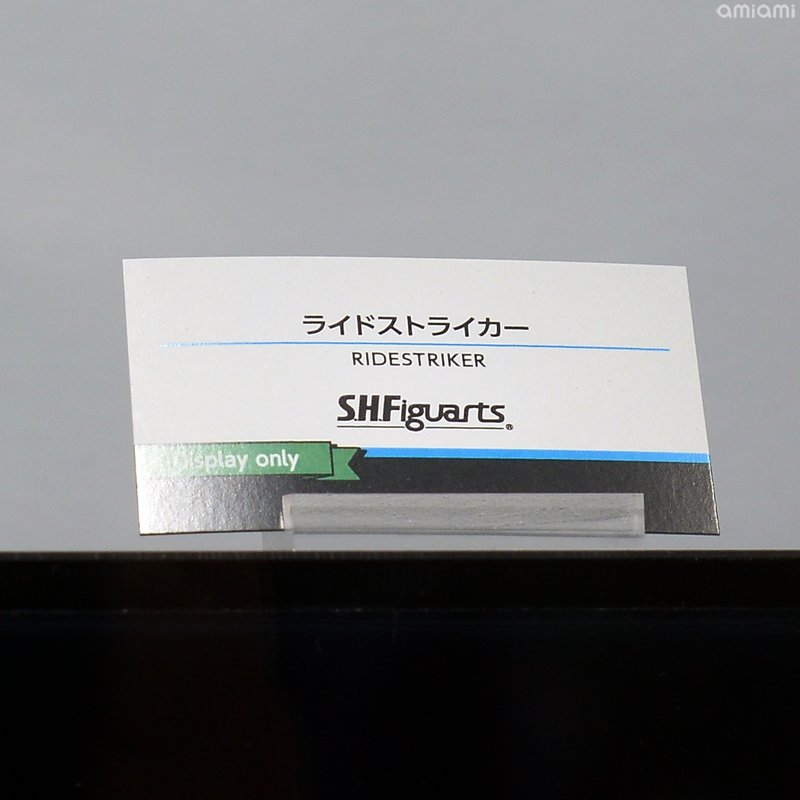 amiami
ライドストライカー
RIDESTRIKER
S.H.Figuarts®
Display only